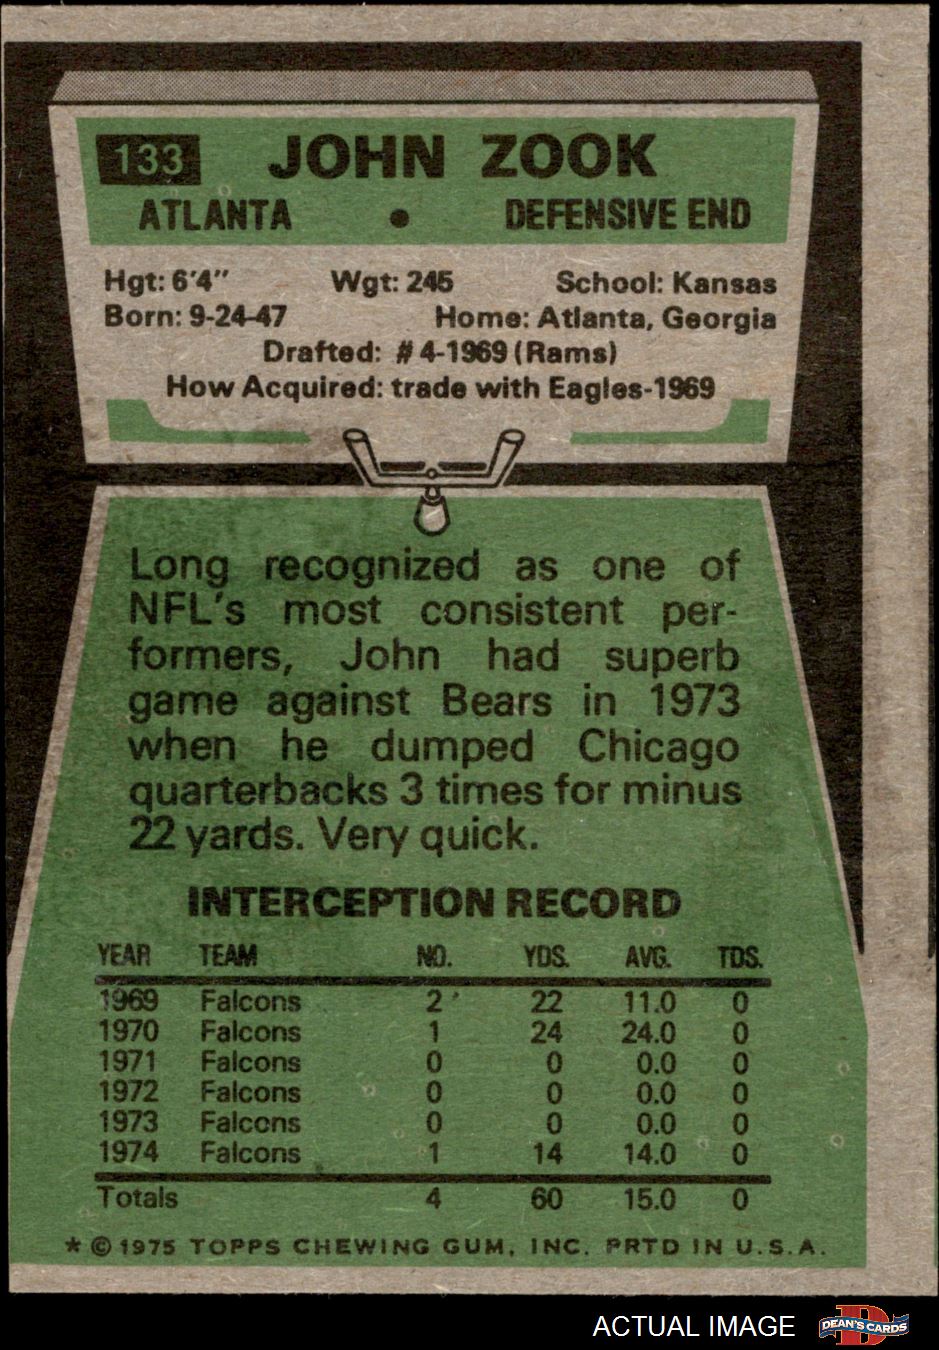 133 JOHN ZOOK
ATLANTA • DEFENSIVE END
Hgt: 6'4" Wgt: 245 School: Kansas
Born: 9-24-47 Home: Atlanta, Georgia
Drafted: #4-1969 (Rams)
How Acquired: trade with Eagles-1969
Long recognized as one of
NFL's most consistent per-
formers, John had superb
game against Bears in 1973
when he dumped Chicago
quarterbacks 3 times for minus
22 yards. Very quick.
INTERCEPTION RECORD
YEAR TEAM NO. YDS. AVG. TDS.
1969 Falcons 2 22 11.0 0
1970 Falcons 1 24 24.0 0
1971 Falcons 0 0 0.0 0
1972 Falcons 0 0 0.0 0
1973 Falcons 0 0 0.0 0
1974 Falcons 1 14 14.0 0
Totals 4 60 15.0 0
* © 1975 TOPPS CHEWING GUM, INC. PRTD IN U.S.A.
ACTUAL IMAGE DEAN'S CARDS